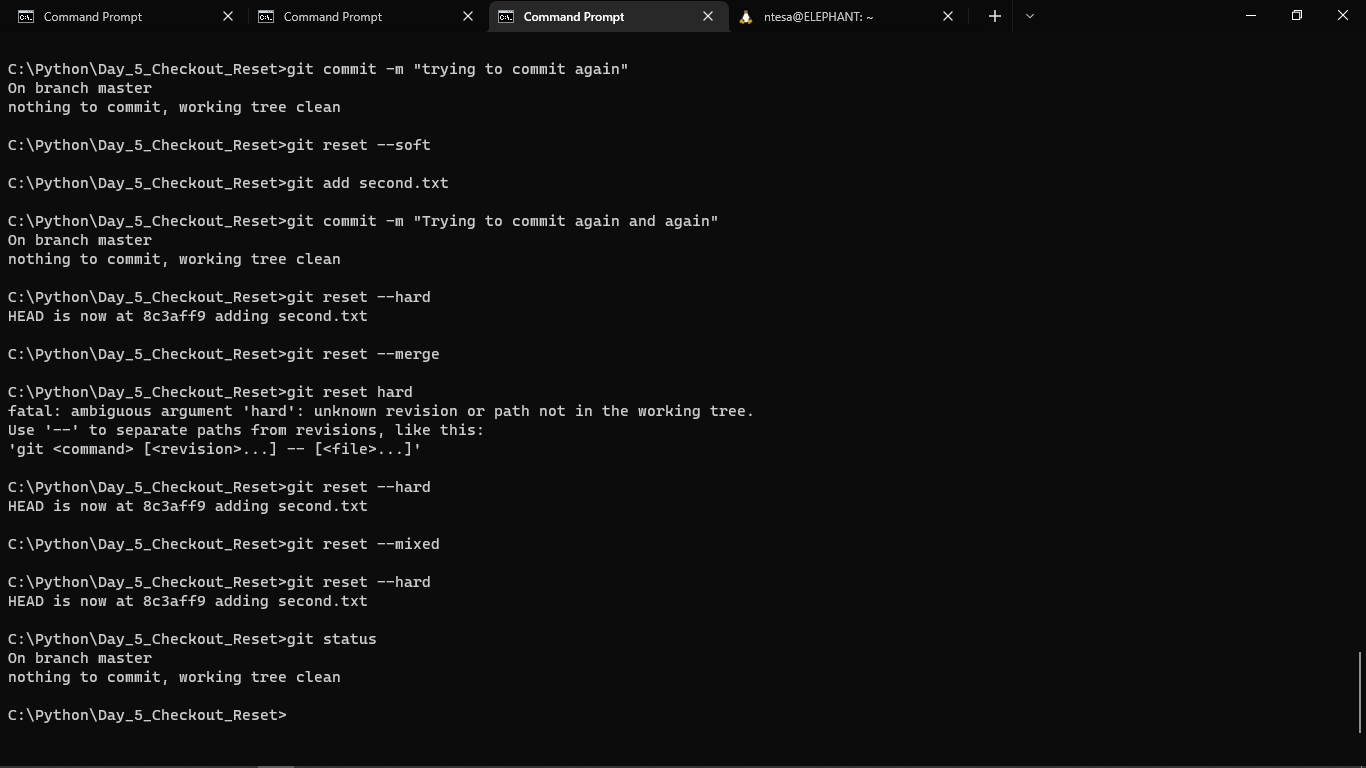 Command Prompt
Command Prompt
Command Prompt
ntesa@ELEPHANT: ~
C:\Python\Day_5_Checkout_Reset>git commit -m "trying to commit again"
On branch master
nothing to commit, working tree clean
C:\Python\Day_5_Checkout_Reset>git reset --soft
C:\Python\Day_5_Checkout_Reset>git add second.txt
C:\Python\Day_5_Checkout_Reset>git commit -m "Trying to commit again and again"
On branch master
nothing to commit, working tree clean
C:\Python\Day_5_Checkout_Reset>git reset --hard
HEAD is now at 8c3aff9 adding second.txt
C:\Python\Day_5_Checkout_Reset>git reset --merge
C:\Python\Day_5_Checkout_Reset>git reset hard
fatal: ambiguous argument 'hard': unknown revision or path not in the working tree.
Use '--' to separate paths from revisions, like this:
'git <command> [<revision>...] -- [<file>...]'
C:\Python\Day_5_Checkout_Reset>git reset --hard
HEAD is now at 8c3aff9 adding second.txt
C:\Python\Day_5_Checkout_Reset>git reset --mixed
C:\Python\Day_5_Checkout_Reset>git reset --hard
HEAD is now at 8c3aff9 adding second.txt
C:\Python\Day_5_Checkout_Reset>git status
On branch master
nothing to commit, working tree clean
C:\Python\Day_5_Checkout_Reset>